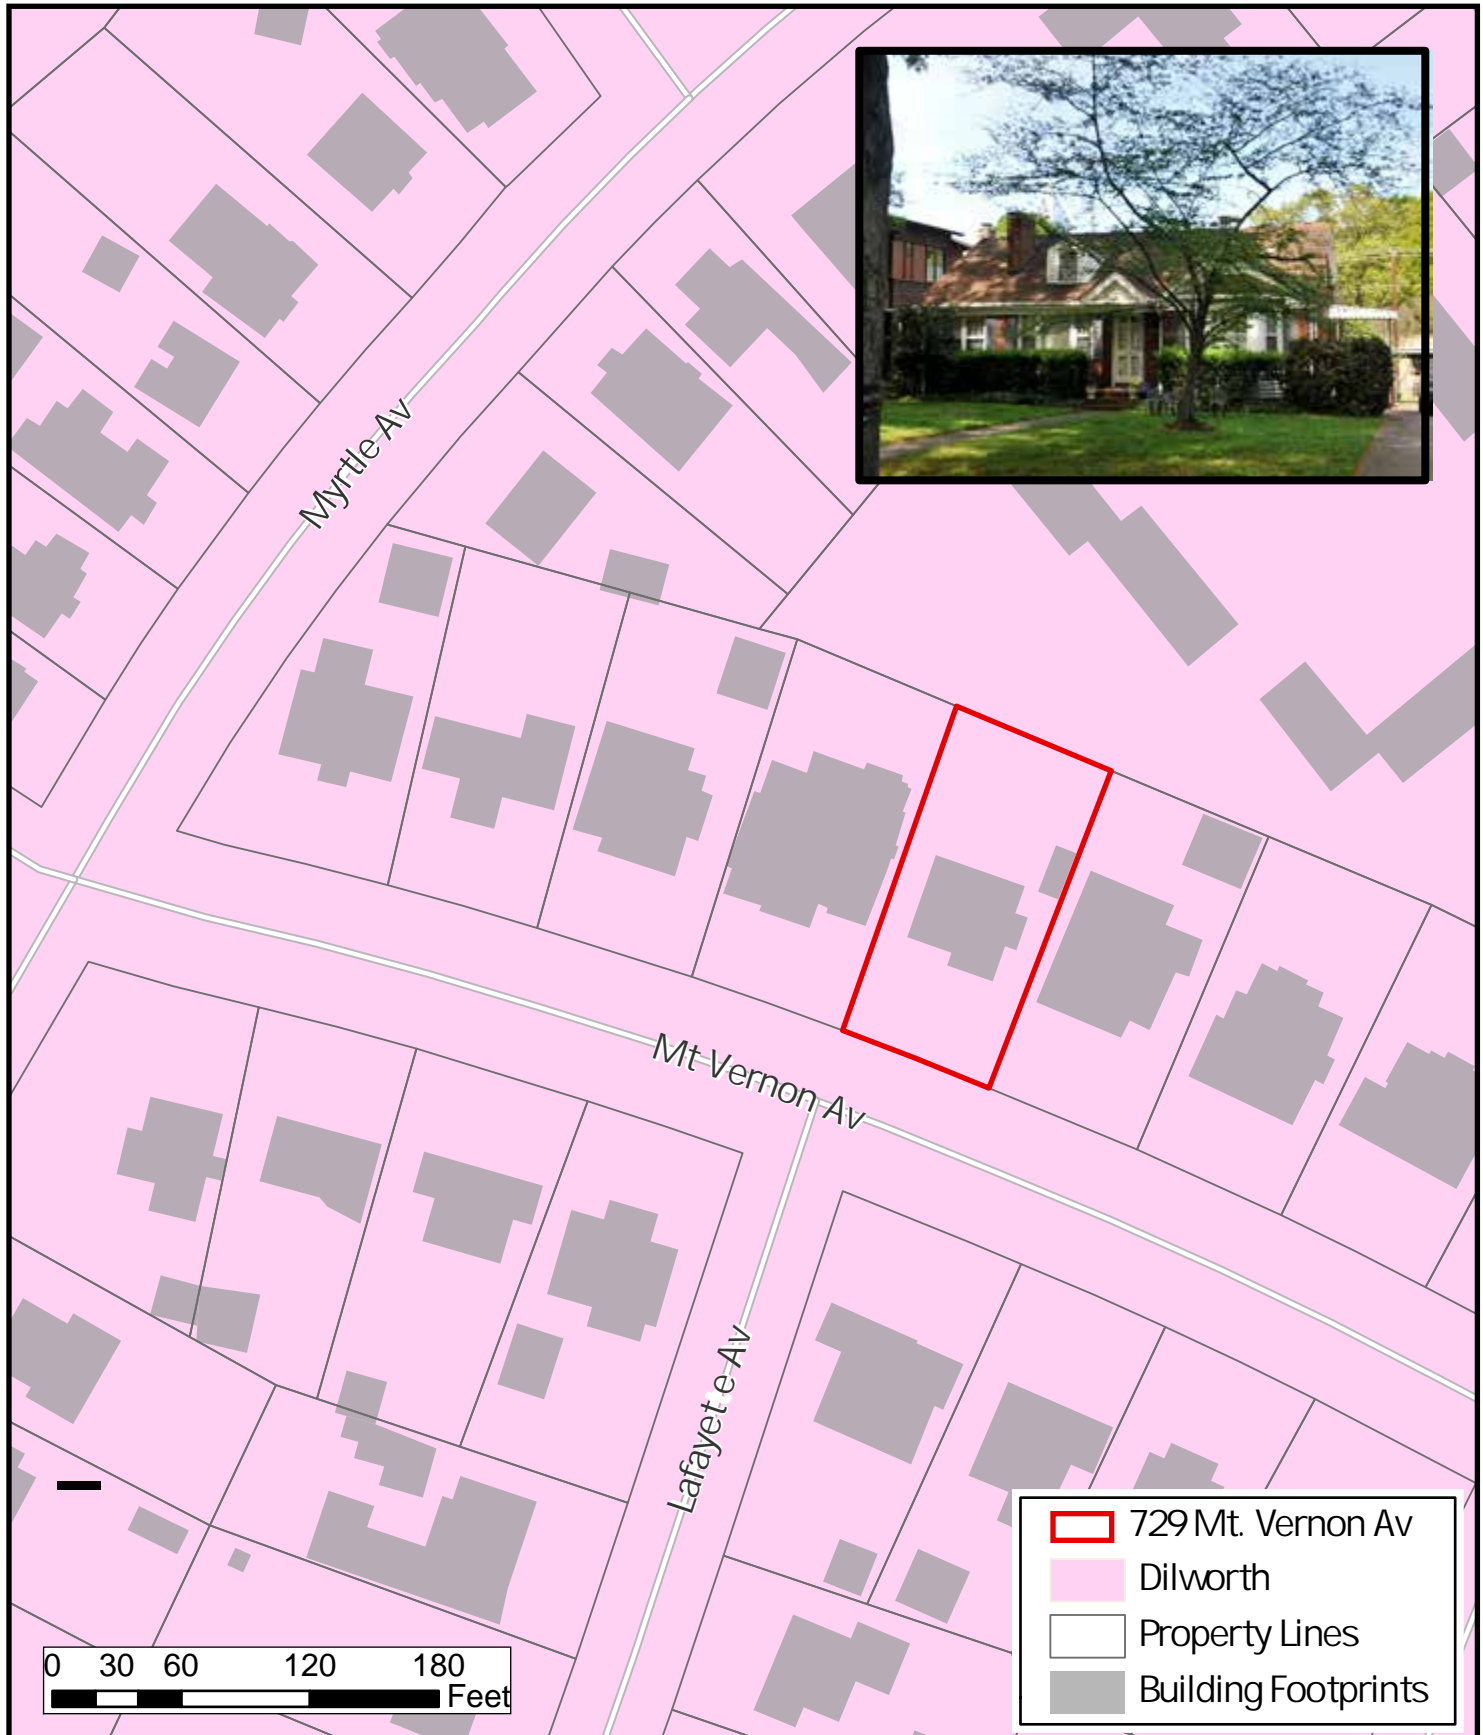 Myrtle Av
Mt Vernon Av
Lafayette Av
729 Mt. Vernon Av
Dilworth
Property Lines
Building Footprints
0 30 60 120 180
Feet